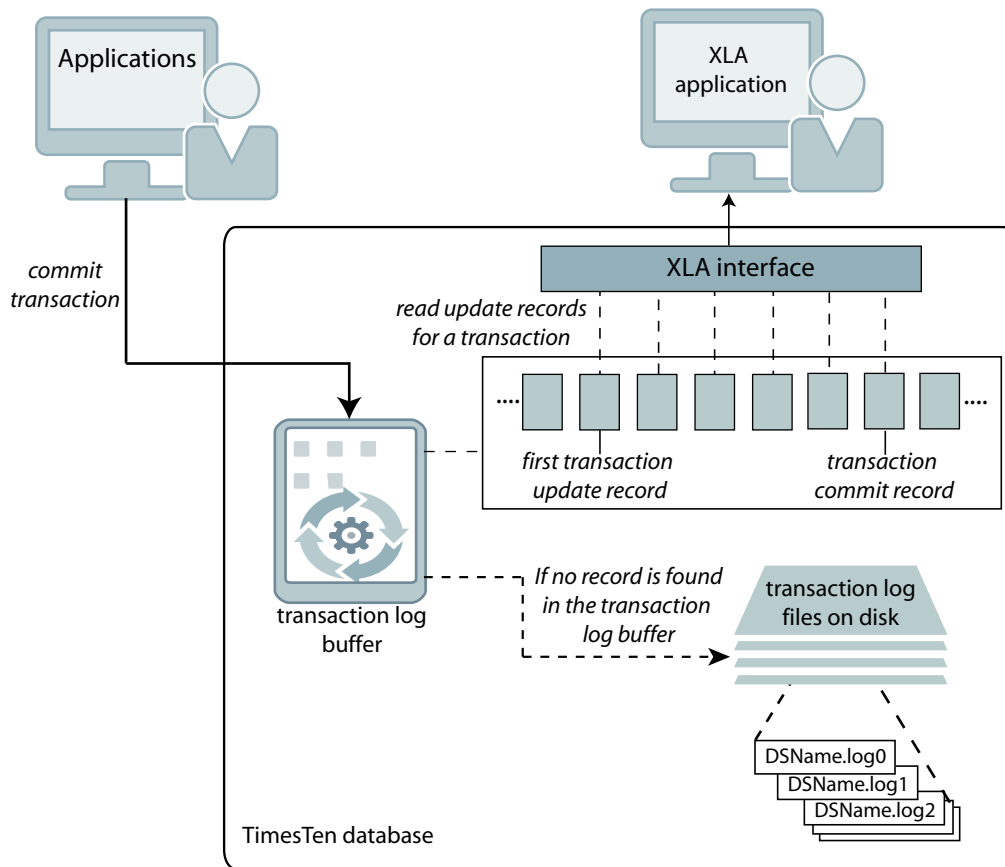 Applications
XLA
application
commit
transaction
XLA interface
read update records
for a transaction
....
....
first transaction
update record
transaction
commit record
transaction log
buffer
If no record is found
in the transaction
log buffer
transaction log
files on disk
DSName.log0
DSName.log1
DSName.log2
TimesTen database